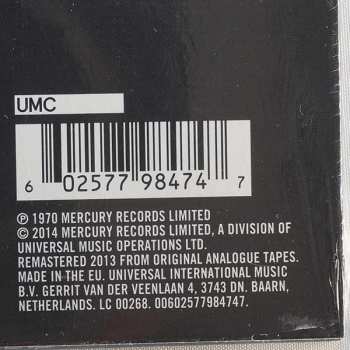 UMC
6 02577 98474 7
℗ 1970 MERCURY RECORDS LIMITED
© 2014 MERCURY RECORDS LIMITED, A DIVISION OF
UNIVERSAL MUSIC OPERATIONS LTD.
REMASTERED 2013 FROM ORIGINAL ANALOGUE TAPES.
MADE IN THE EU. UNIVERSAL INTERNATIONAL MUSIC
B.V. GERRIT VAN DER VEENLAAN 4, 3743 DN. BAARN,
NETHERLANDS. LC 00268. 00602577984747.